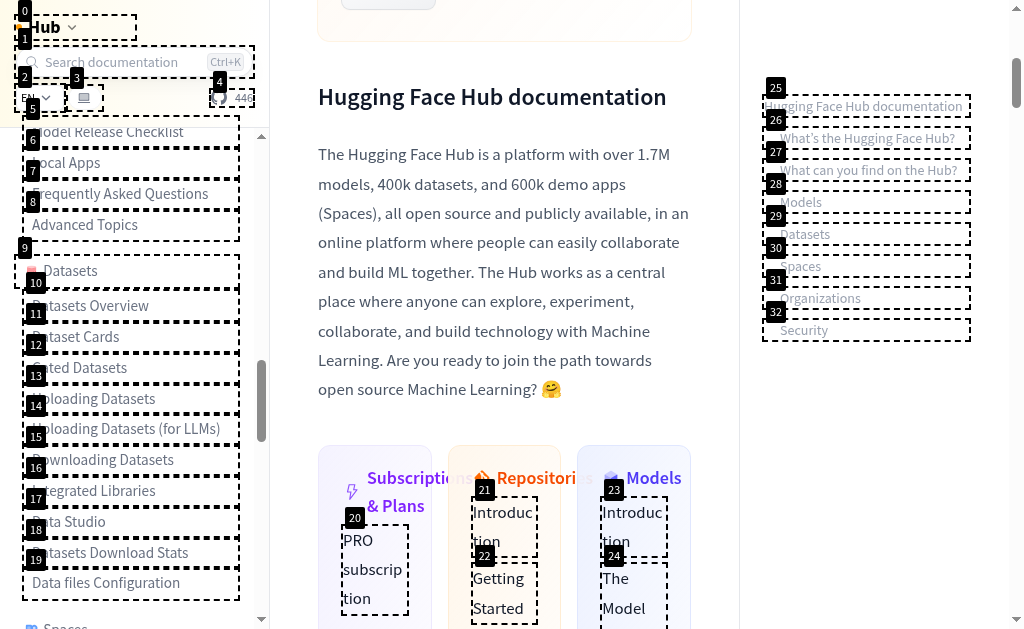 Hub
Search documentation
Ctrl+K
EN
446
Model Release Checklist
Local Apps
Frequently Asked Questions
Advanced Topics
Datasets
Datasets Overview
Dataset Cards
Gated Datasets
Uploading Datasets
Uploading Datasets (for LLMs)
Downloading Datasets
Integrated Libraries
Data Studio
Datasets Download Stats
Data files Configuration
Spaces
Hugging Face Hub documentation
The Hugging Face Hub is a platform with over 1.7M
models, 400k datasets, and 600k demo apps
(Spaces), all open source and publicly available, in an
online platform where people can easily collaborate
and build ML together. The Hub works as a central
place where anyone can explore, experiment,
collaborate, and build technology with Machine
Learning. Are you ready to join the path towards
open source Machine Learning? 🤗
Subscriptions
& Plans
PRO
subscrip
tion
Repositories
Introduc
tion
Getting
Started
Models
Introduc
tion
The
Model
Hugging Face Hub documentation
What's the Hugging Face Hub?
What can you find on the Hub?
Models
Datasets
Spaces
Organizations
Security
0
1
2
3
4
5
6
7
8
9
10
11
12
13
14
15
16
17
18
19
20
21
22
23
24
25
26
27
28
29
30
31
32